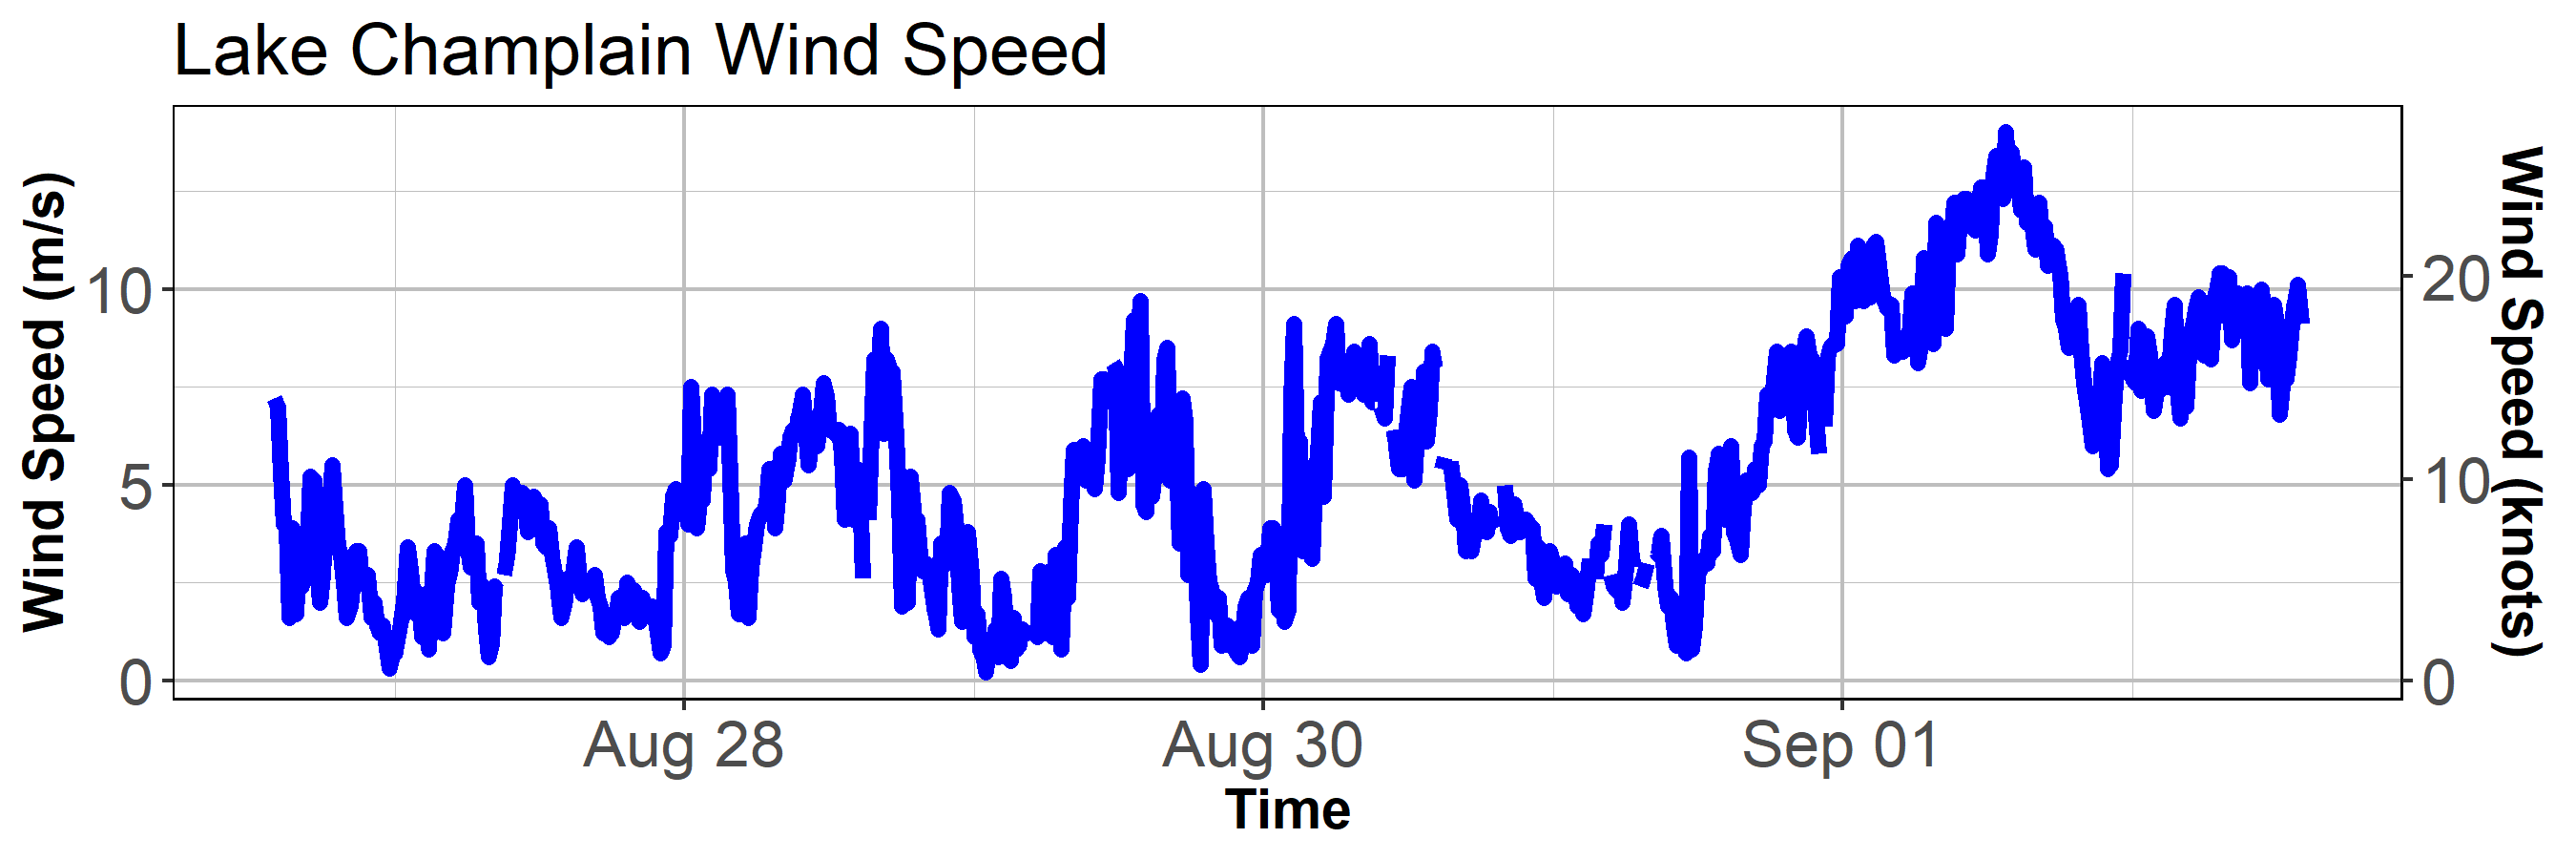 Lake Champlain Wind Speed
Wind Speed (m/s)
10
5
0
20
10
0
Wind Speed (knots)
Aug 28
Aug 30
Sep 01
Time